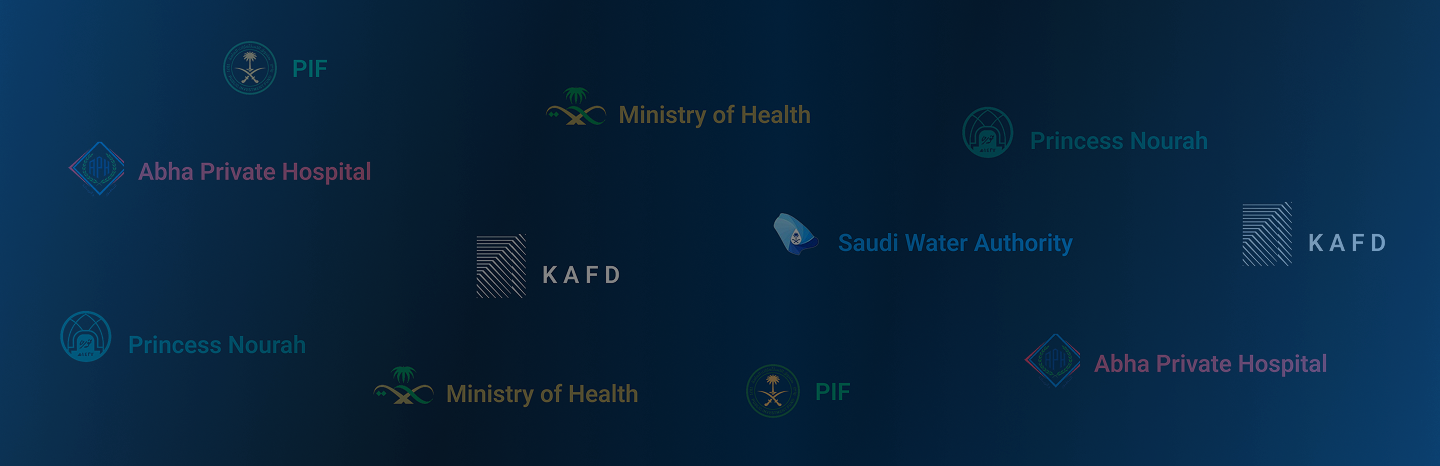 PIF
Ministry of Health
Princess Nourah
Abha Private Hospital
Saudi Water Authority
KAFD
KAFD
Princess Nourah
Abha Private Hospital
Ministry of Health
PIF